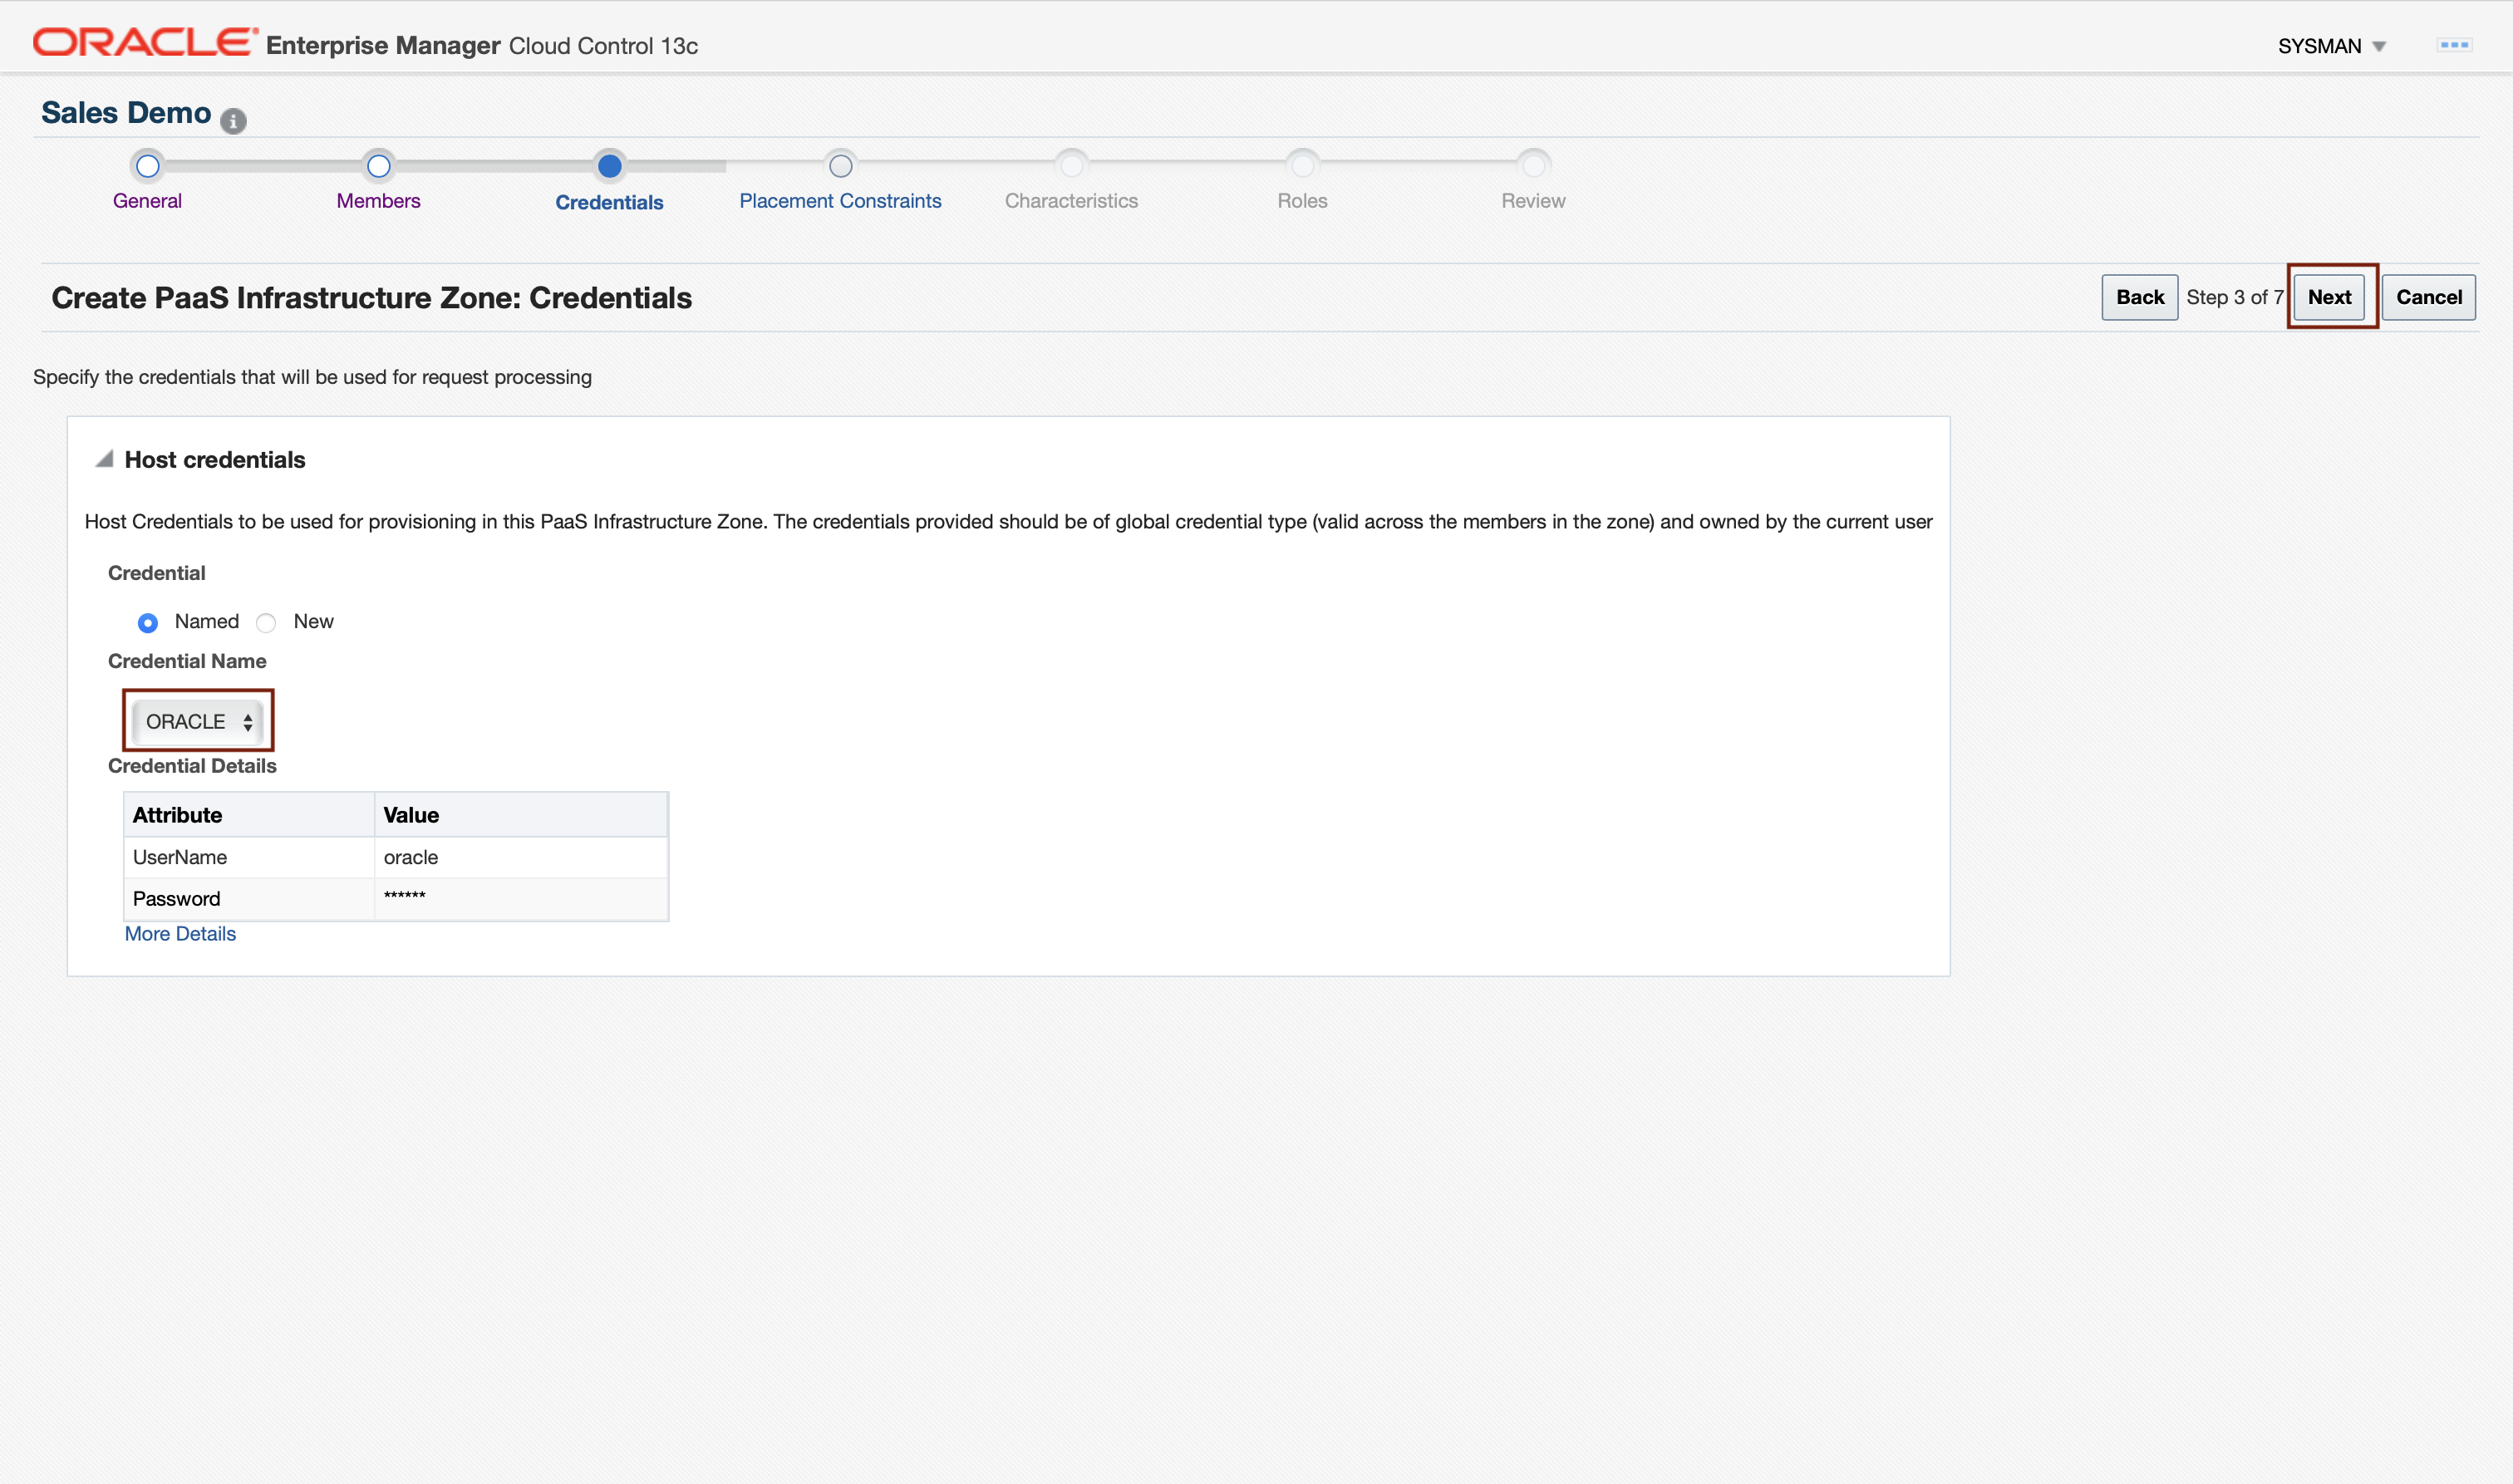 ORACLE Enterprise Manager Cloud Control 13c
SYSMAN
Sales Demo
General
Members
Credentials
Placement Constraints
Characteristics
Roles
Review
Create PaaS Infrastructure Zone: Credentials
Back Step 3 of 7 Next Cancel
Specify the credentials that will be used for request processing
Host credentials
Host Credentials to be used for provisioning in this PaaS Infrastructure Zone. The credentials provided should be of global credential type (valid across the members in the zone) and owned by the current user
Credential
Named New
Credential Name
ORACLE
Credential Details
Attribute Value
UserName oracle
Password ******
More Details